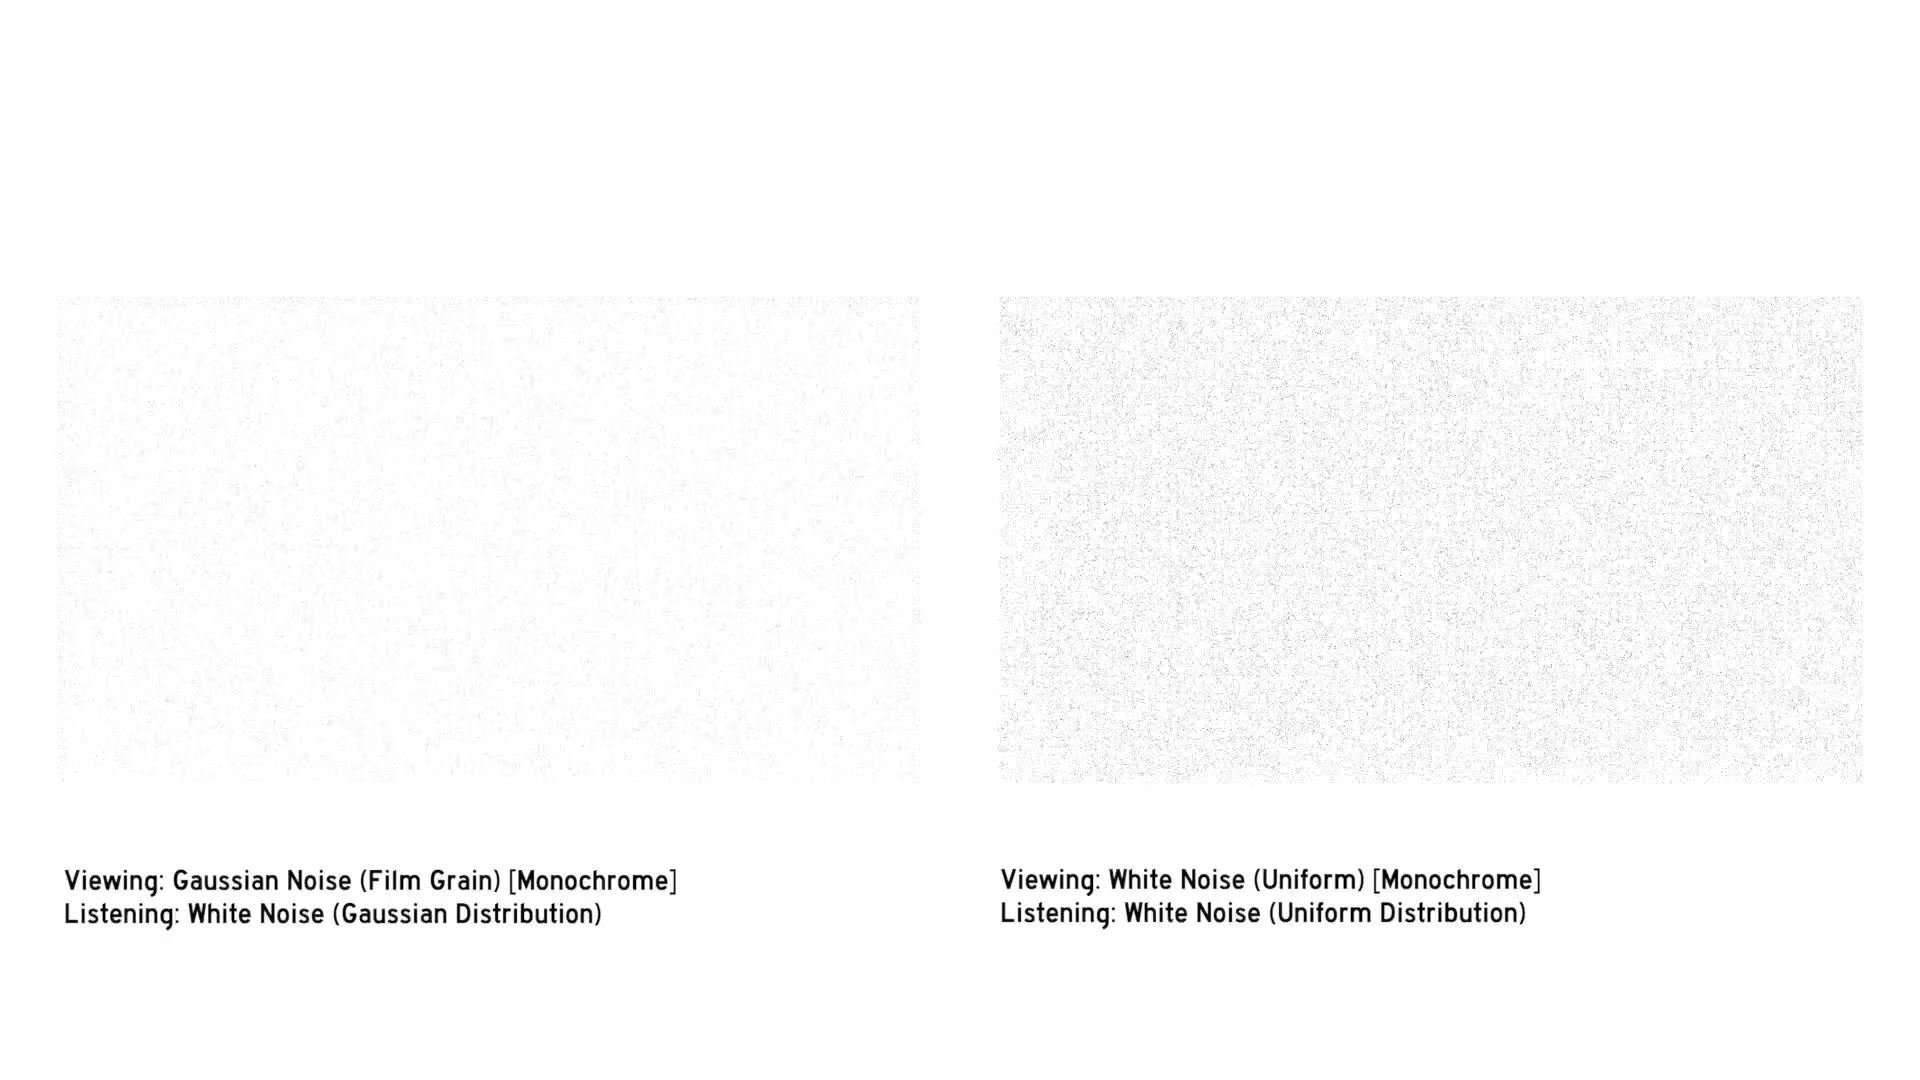 Viewing: Gaussian Noise (Film Grain) [Monochrome]
Listening: White Noise (Gaussian Distribution)
Viewing: White Noise (Uniform) [Monochrome]
Listening: White Noise (Uniform Distribution)